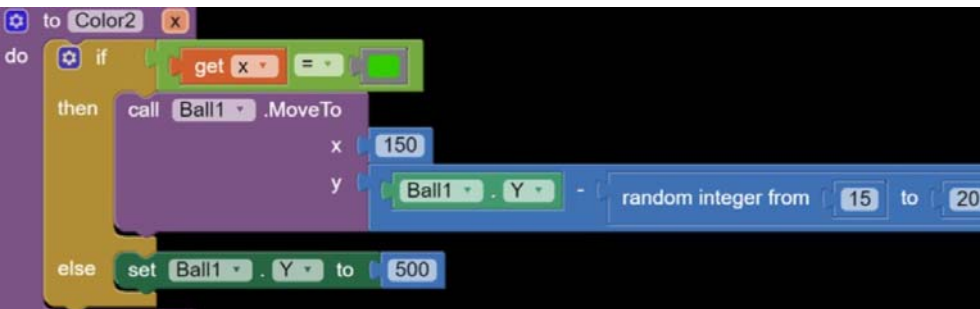 to Color2 x
do if get x =
then call Ball1 .MoveTo
x 150
y Ball1 . Y - random integer from 15 to 20
else set Ball1 . Y to 500